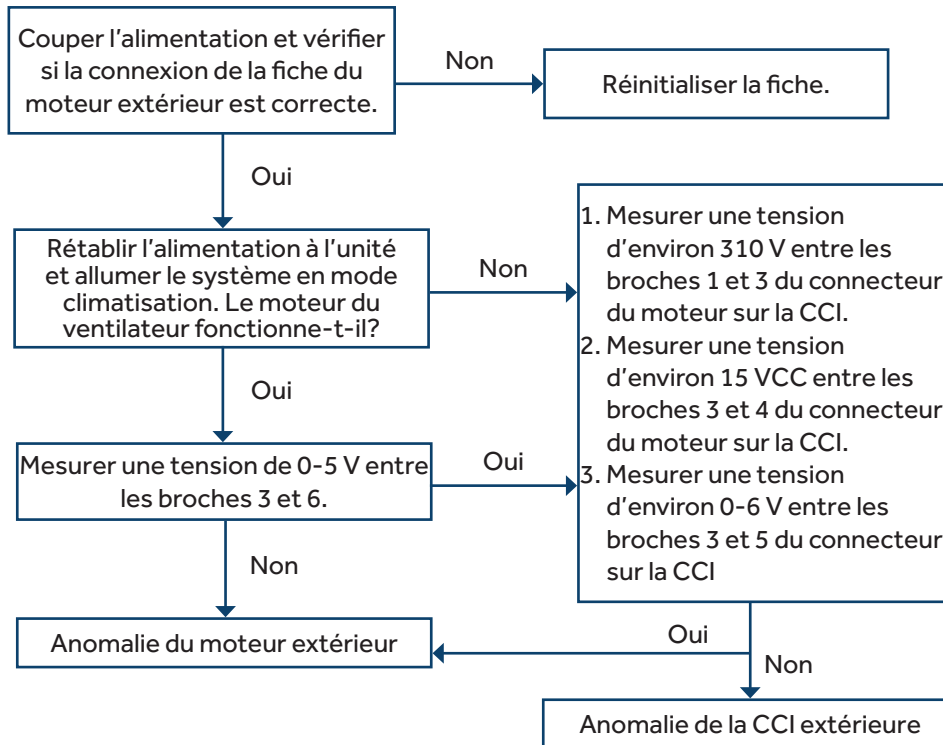 Couper l'alimentation et vérifier
si la connexion de la fiche du
moteur extérieur est correcte.
Non
Réinitialiser la fiche.
Oui
Rétablir l'alimentation à l'unité
et allumer le système en mode
climatisation. Le moteur du
ventilateur fonctionne-t-il?
Non
1. Mesurer une tension
d'environ 310 V entre les
broches 1 et 3 du connecteur
du moteur sur la CCI.
2. Mesurer une tension
d'environ 15 VCC entre les
broches 3 et 4 du connecteur
du moteur sur la CCI.
3. Mesurer une tension
d'environ 0-6 V entre les
broches 3 et 5 du connecteur
sur la CCI
Oui
Mesurer une tension de 0-5 V entre
les broches 3 et 6.
Oui
Non
Anomalie du moteur extérieur
Oui
Non
Anomalie de la CCI extérieure